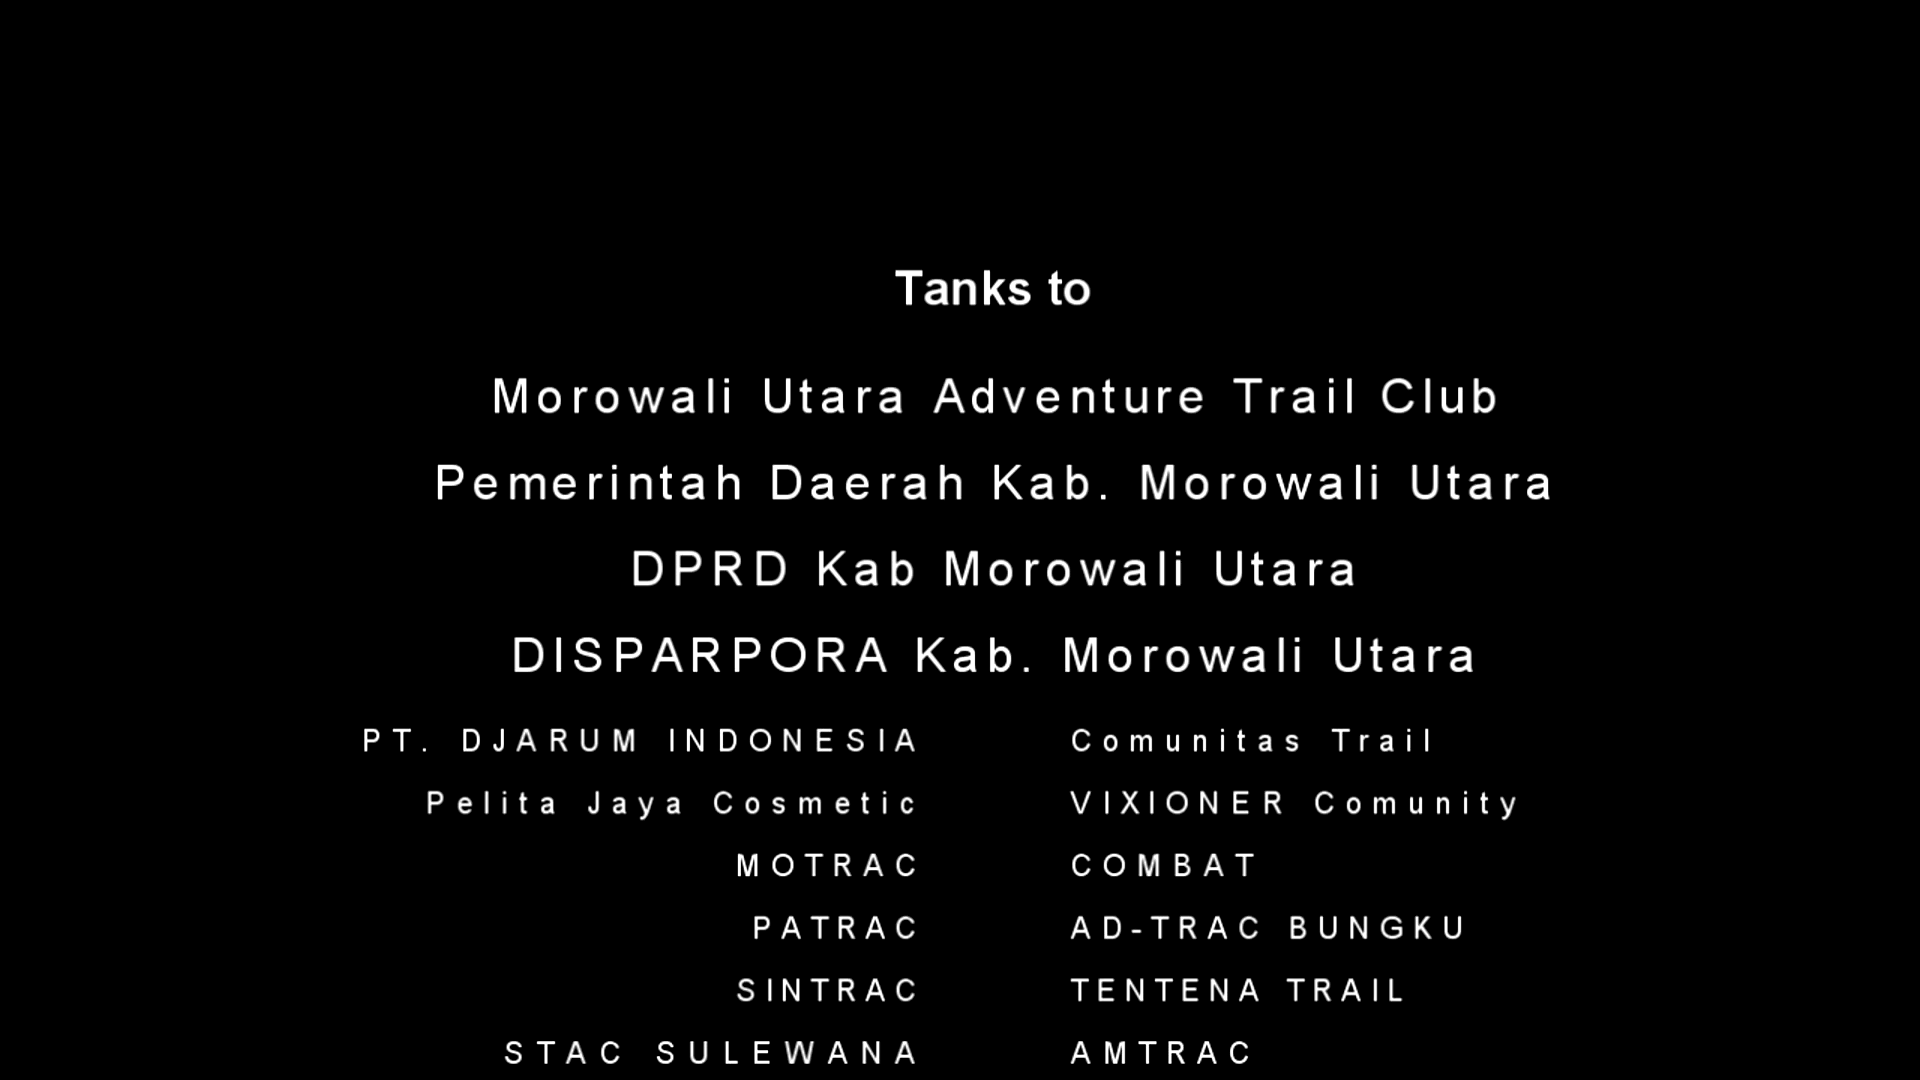 Tanks to
Morowali Utara Adventure Trail Club
Pemerintah Daerah Kab. Morowali Utara
DPRD Kab Morowali Utara
DISPARPORA Kab. Morowali Utara
PT. DJARUM INDONESIA Comunitas Trail
Pelita Jaya Cosmetic VIXIONER Comunity
MOTRAC COMBAT
PATRAC AD-TRAC BUNGKU
SINTRAC TENTENA TRAIL
STAC SULEWANA AMTRAC